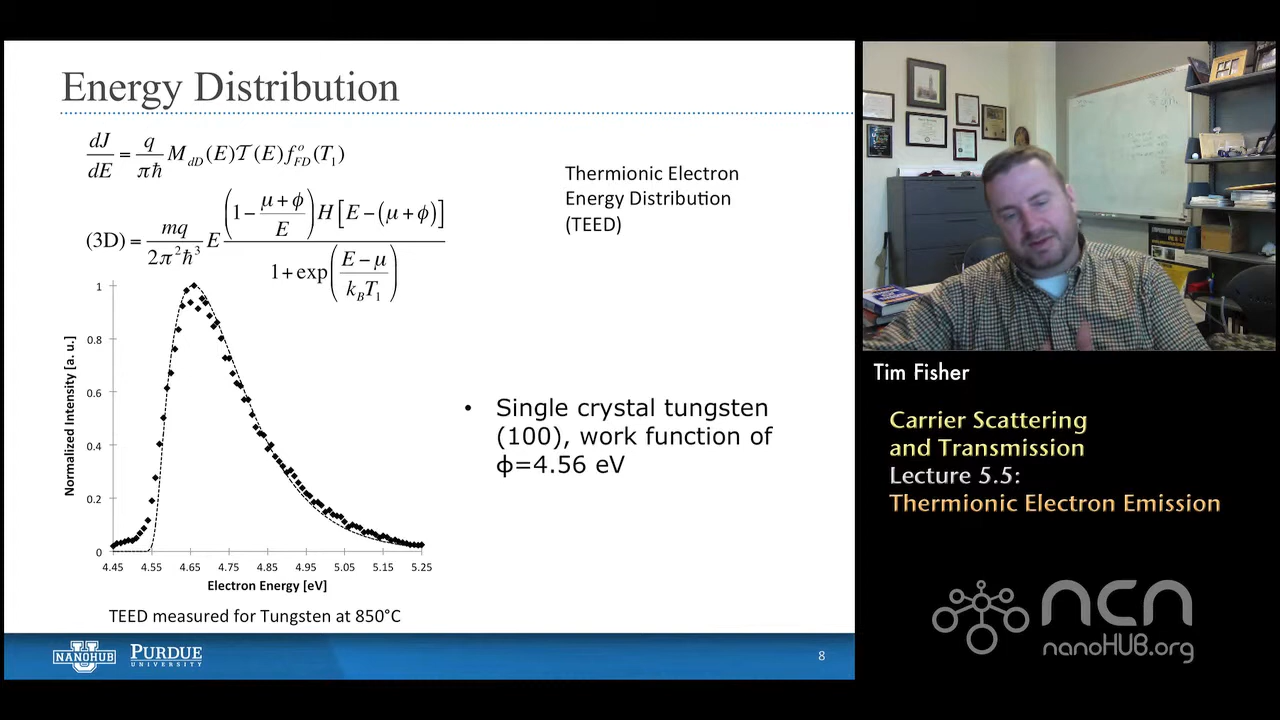 Energy Distribution
dJ/dE = q/πħ M_dD(E)𝒯(E)f^o_FD(T₁)
(3D) = mq/2π²ħ³ E (1 − (μ+ϕ)/E) H[E − (μ+ϕ)] / 1 + exp((E − μ)/k_BT₁)
Thermionic Electron
Energy Distribution
(TEED)
Normalized Intensity [a. u.]
1
0.8
0.6
0.4
0.2
0
4.45 4.55 4.65 4.75 4.85 4.95 5.05 5.15 5.25
Electron Energy [eV]
TEED measured for Tungsten at 850°C
• Single crystal tungsten
(100), work function of
ϕ=4.56 eV
NANOHUB
U
PURDUE
UNIVERSITY
8
Tim Fisher
Carrier Scattering
and Transmission
Lecture 5.5:
Thermionic Electron Emission
ncn
nanoHUB.org